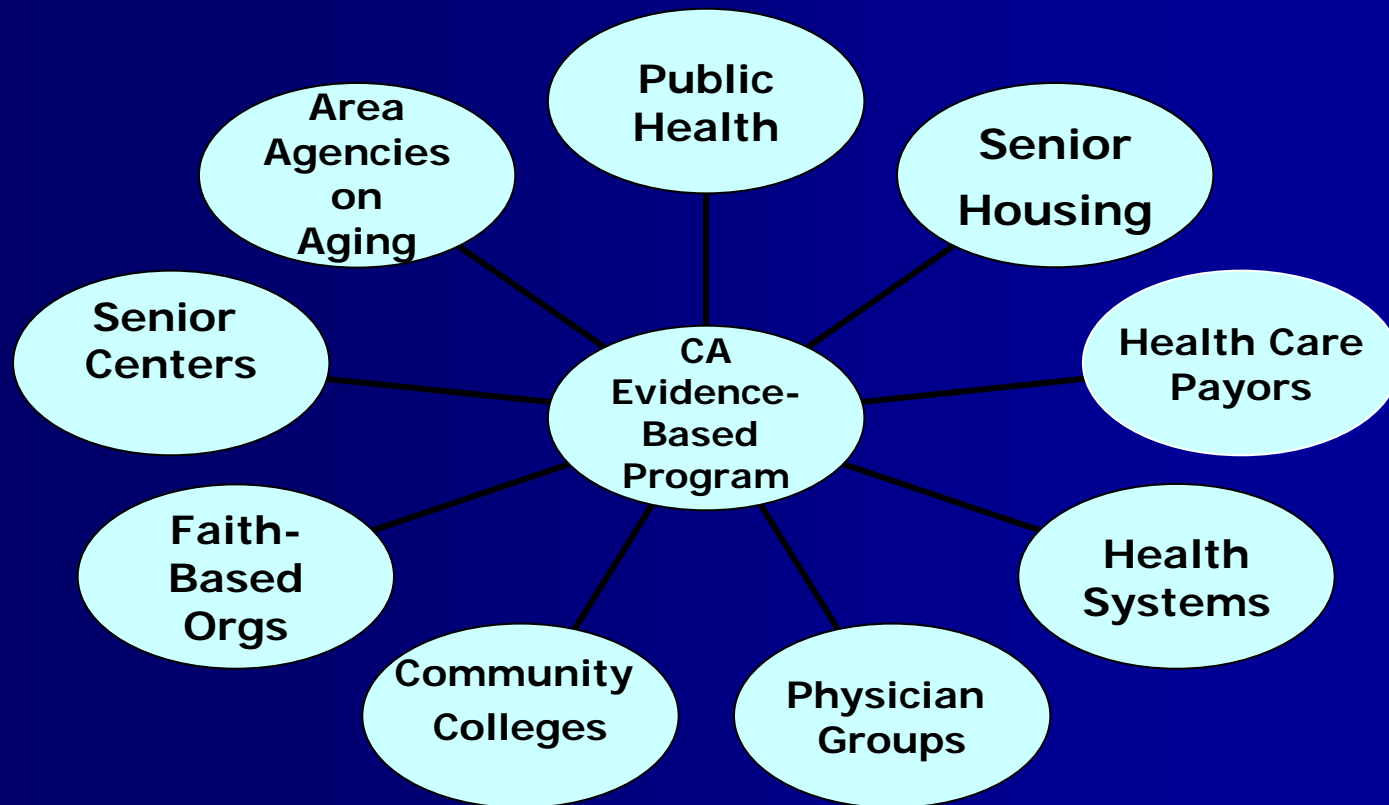 Public
Health
Area
Agencies
on
Aging
Senior
Housing
Senior
Centers
CA
Evidence-
Based
Program
Health Care
Payors
Faith-
Based
Orgs
Health
Systems
Community
Colleges
Physician
Groups